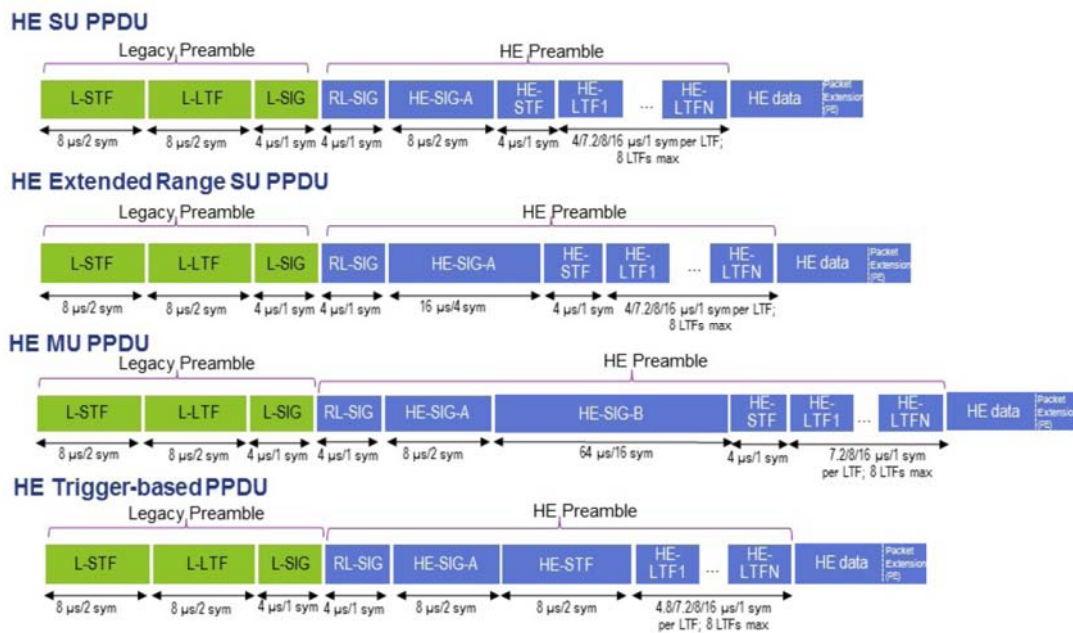 HE SU PPDU
Legacy Preamble HE Preamble
L-STF L-LTF L-SIG RL-SIG HE-SIG-A HE-STF HE-LTF1 ... HE-LTFN HE data Packet Extension (PE)
8 µs/2 sym 8 µs/2 sym 4 µs/1 sym 4 µs/1 sym 8 µs/2 sym 4 µs/1 sym 4/7.2/8/16 µs/1 sym per LTF;
8 LTFs max
HE Extended Range SU PPDU
Legacy Preamble HE Preamble
L-STF L-LTF L-SIG RL-SIG HE-SIG-A HE-STF HE-LTF1 ... HE-LTFN HE data Packet Extension (PE)
8 µs/2 sym 8 µs/2 sym 4 µs/1 sym 4 µs/1 sym 16 µs/4 sym 4 µs/1 sym 4/7.2/8/16 µs/1 sym per LTF;
8 LTFs max
HE MU PPDU
Legacy Preamble HE Preamble
L-STF L-LTF L-SIG RL-SIG HE-SIG-A HE-SIG-B HE-STF HE-LTF1 ... HE-LTFN HE data Packet Extension (PE)
8 µs/2 sym 8 µs/2 sym 4 µs/1 sym 4 µs/1 sym 8 µs/2 sym 64 µs/16 sym 4 µs/1 sym 7.2/8/16 µs/1 sym
per LTF; 8 LTFs max
HE Trigger-based PPDU
Legacy Preamble HE Preamble
L-STF L-LTF L-SIG RL-SIG HE-SIG-A HE-STF HE-LTF1 ... HE-LTFN HE data Packet Extension (PE)
8 µs/2 sym 8 µs/2 sym 4 µs/1 sym 4 µs/1 sym 8 µs/2 sym 8 µs/2 sym 4.8/7.2/8/16 µs/1 sym
per LTF; 8 LTFs max